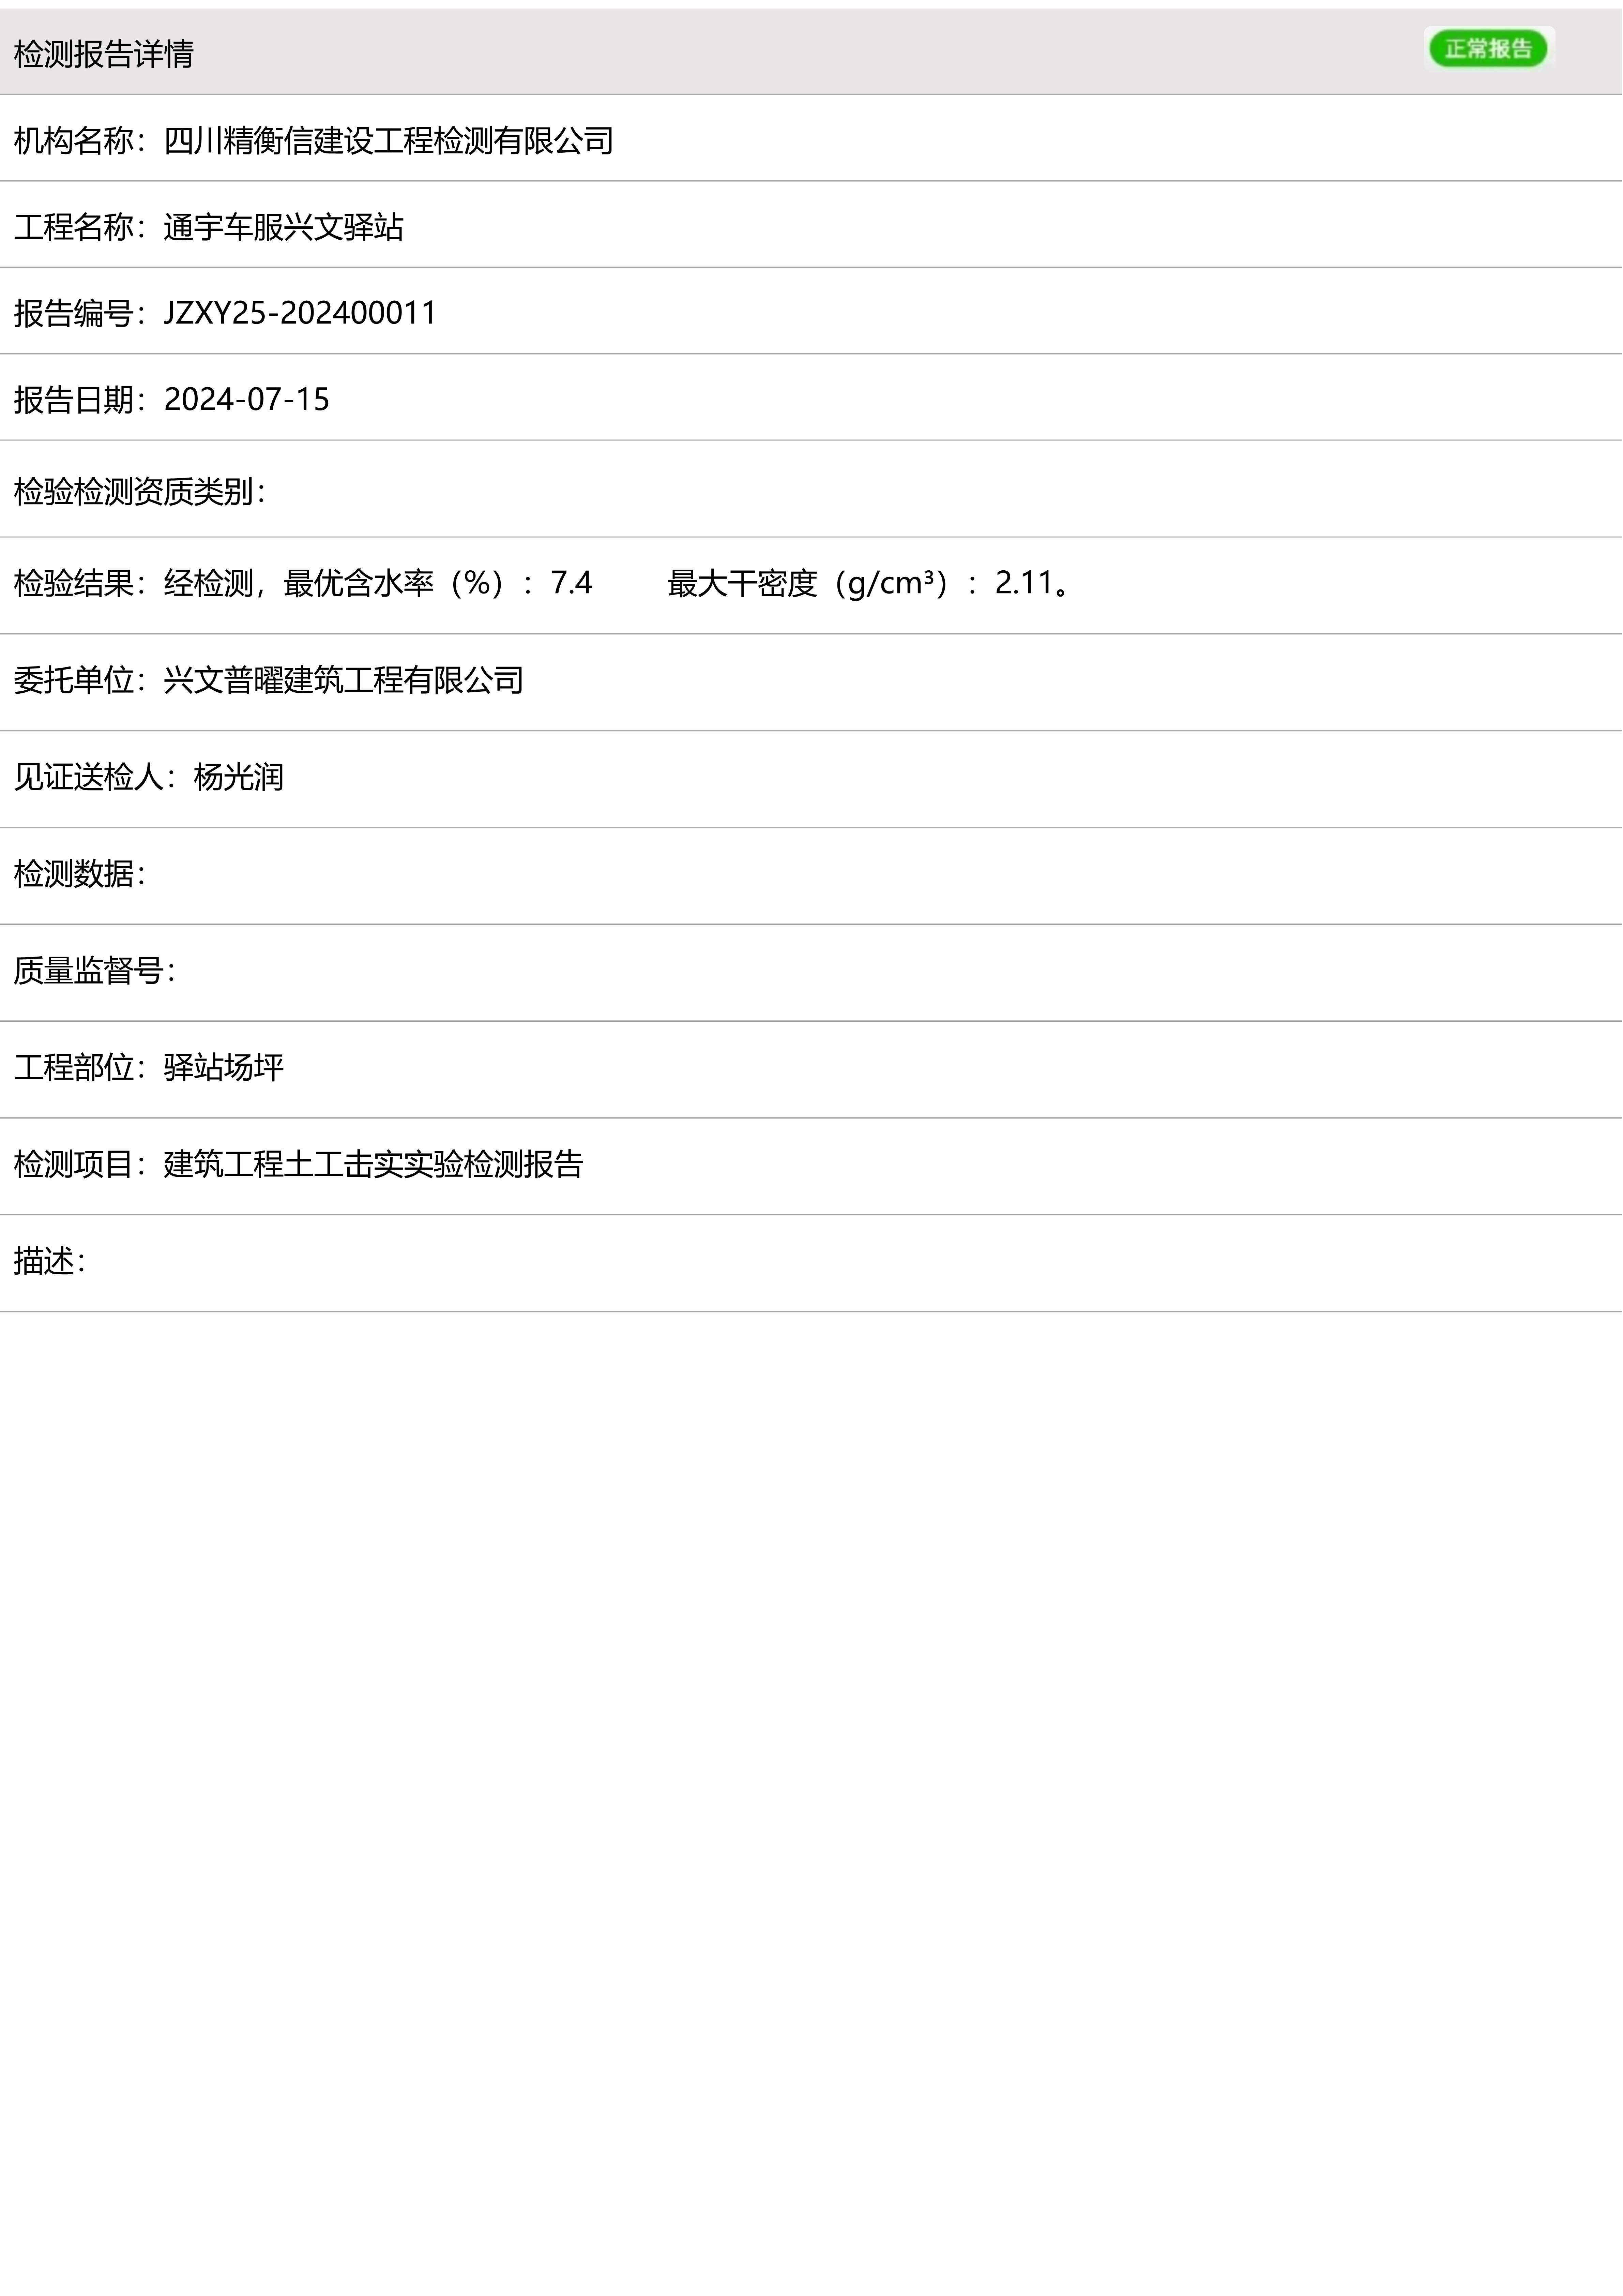 检测报告详情 正常报告
机构名称：四川精衡信建设工程检测有限公司
工程名称：通宇车服兴文驿站
报告编号：JZXY25-202400011
报告日期：2024-07-15
检验检测资质类别：
检验结果：经检测，最优含水率（%）：7.4 最大干密度（g/cm³）：2.11。
委托单位：兴文普曜建筑工程有限公司
见证送检人：杨光润
检测数据：
质量监督号：
工程部位：驿站场坪
检测项目：建筑工程土工击实实验检测报告
描述：